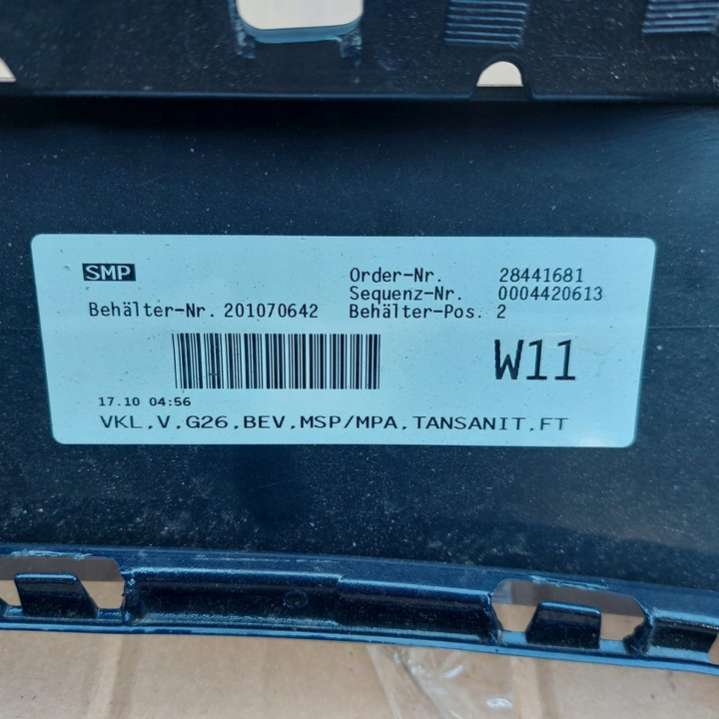 SMP
Order-Nr. 28441681
Sequenz-Nr. 0004420613
Behälter-Nr. 201070642 Behälter-Pos. 2
W11
17.10 04:56
VKL.V.G26.BEV.MSP/MPA.TANSANIT.FT